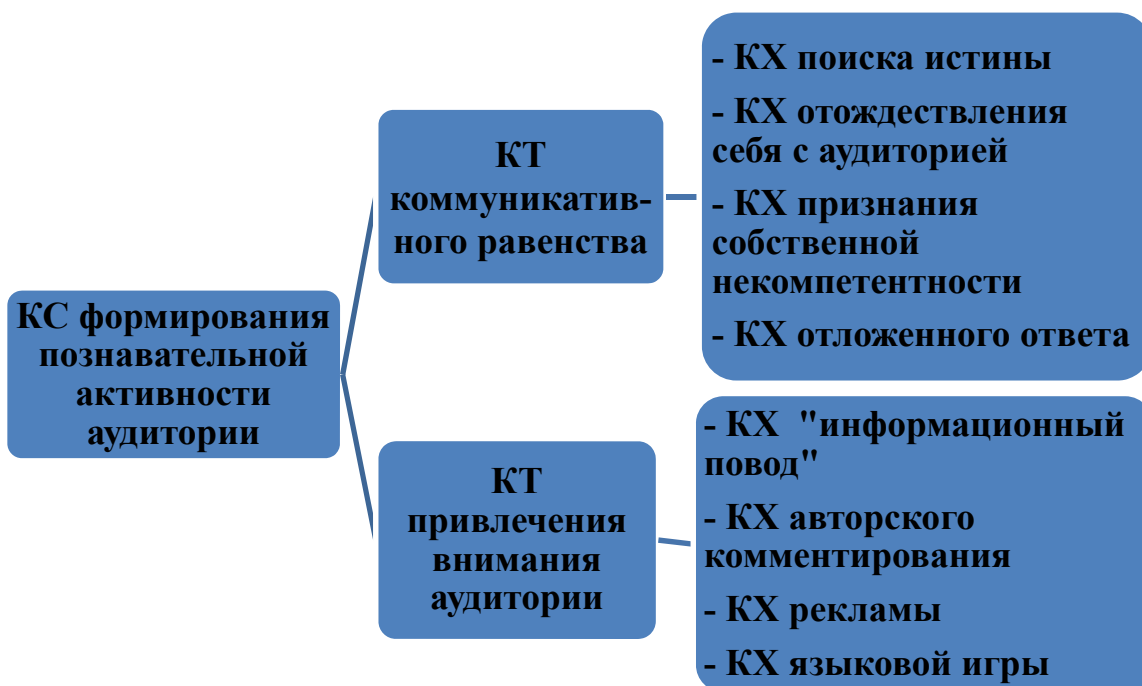 КС формирования
познавательной
активности
аудитории
КТ
коммуникатив-
ного равенства
- КХ поиска истины
- КХ отождествления
себя с аудиторией
- КХ признания
собственной
некомпетентности
- КХ отложенного ответа
КТ
привлечения
внимания
аудитории
- КХ "информационный
повод"
- КХ авторского
комментирования
- КХ рекламы
- КХ языковой игры